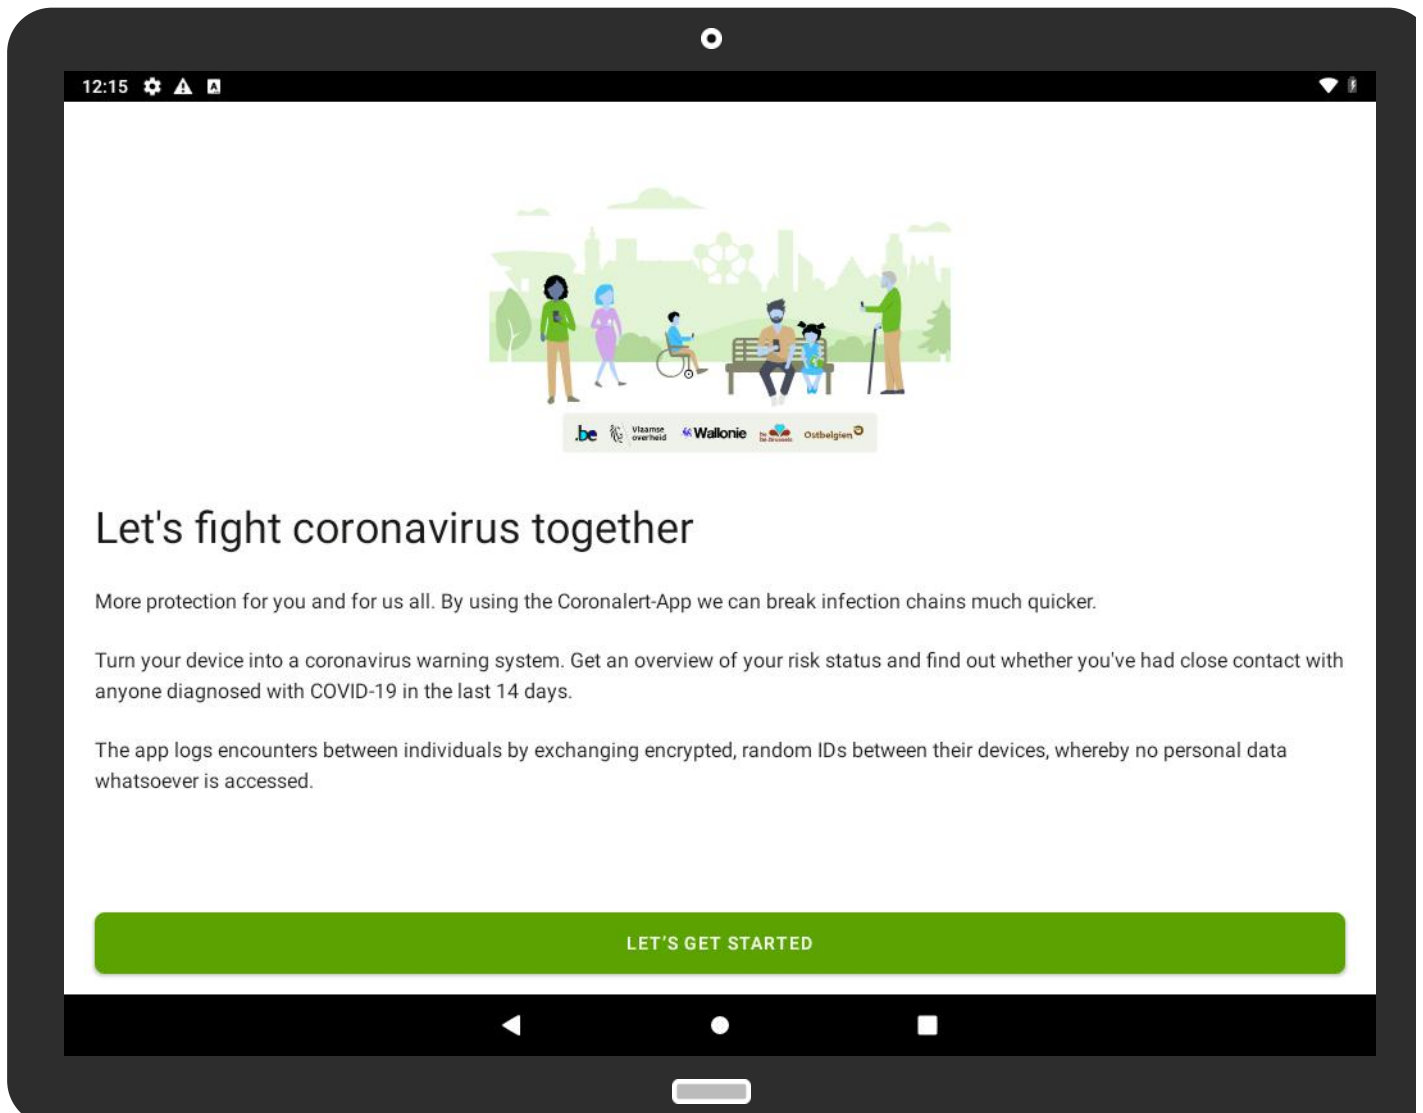 12:15
.be Vlaamse overheid Wallonie Ostbelgien
Let's fight coronavirus together
More protection for you and for us all. By using the Coronalert-App we can break infection chains much quicker.
Turn your device into a coronavirus warning system. Get an overview of your risk status and find out whether you've had close contact with
anyone diagnosed with COVID-19 in the last 14 days.
The app logs encounters between individuals by exchanging encrypted, random IDs between their devices, whereby no personal data
whatsoever is accessed.
LET’S GET STARTED